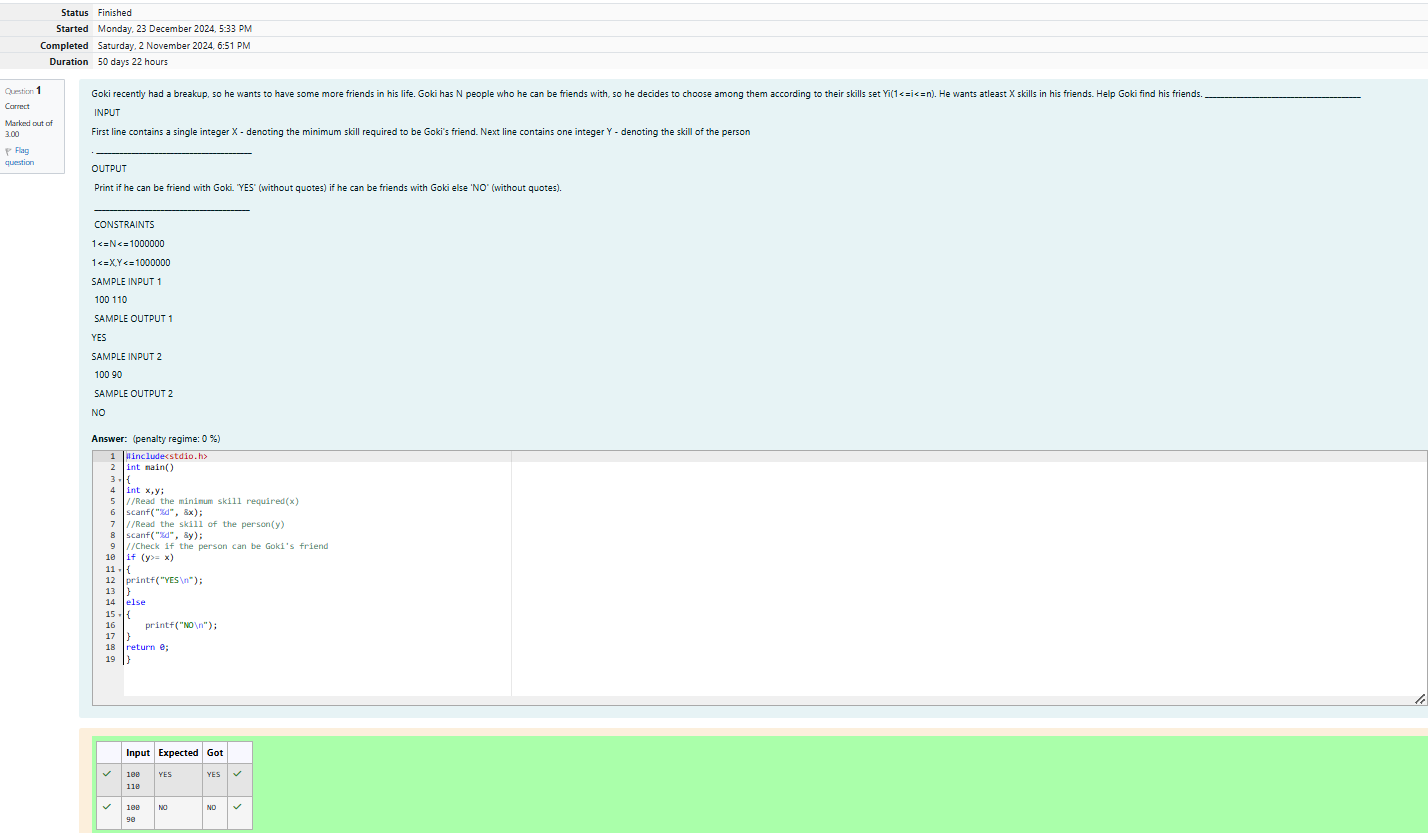 Status Finished
Started Monday, 23 December 2024, 5:33 PM
Completed Saturday, 2 November 2024, 6:51 PM
Duration 50 days 22 hours
Question 1
Correct
Marked out of
3.00
Flag
question
Goki recently had a breakup, so he wants to have some more friends in his life. Goki has N people who he can be friends with, so he decides to choose among them according to their skills set Yi(1<=i<=n). He wants atleast X skills in his friends. Help Goki find his friends. ________________________________________
INPUT
First line contains a single integer X - denoting the minimum skill required to be Goki's friend. Next line contains one integer Y - denoting the skill of the person
. ________________________________________
OUTPUT
Print if he can be friend with Goki. 'YES' (without quotes) if he can be friends with Goki else 'NO' (without quotes).
________________________________________
CONSTRAINTS
1<=N<=1000000
1<=X,Y<=1000000
SAMPLE INPUT 1
100 110
SAMPLE OUTPUT 1
YES
SAMPLE INPUT 2
100 90
SAMPLE OUTPUT 2
NO
Answer: (penalty regime: 0 %)
1 #include<stdio.h>
2 int main()
3 {
4 int x,y;
5 //Read the minimum skill required(x)
6 scanf("%d", &x);
7 //Read the skill of the person(y)
8 scanf("%d", &y);
9 //Check if the person can be Goki's friend
10 if (y>= x)
11 {
12 printf("YES\n");
13 }
14 else
15 {
16     printf("NO\n");
17 }
18 return 0;
19 }
Input Expected Got
100 YES YES
110
100 NO NO
90